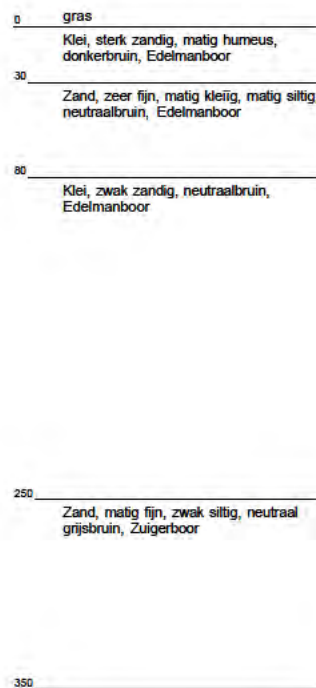 0 gras
Klei, sterk zandig, matig humeus,
donkerbruin, Edelmanboor
30
Zand, zeer fijn, matig kleiïg, matig siltig,
neutraalbruin, Edelmanboor
80
Klei, zwak zandig, neutraalbruin,
Edelmanboor
250
Zand, matig fijn, zwak siltig, neutraal
grijsbruin, Zuigerboor
350